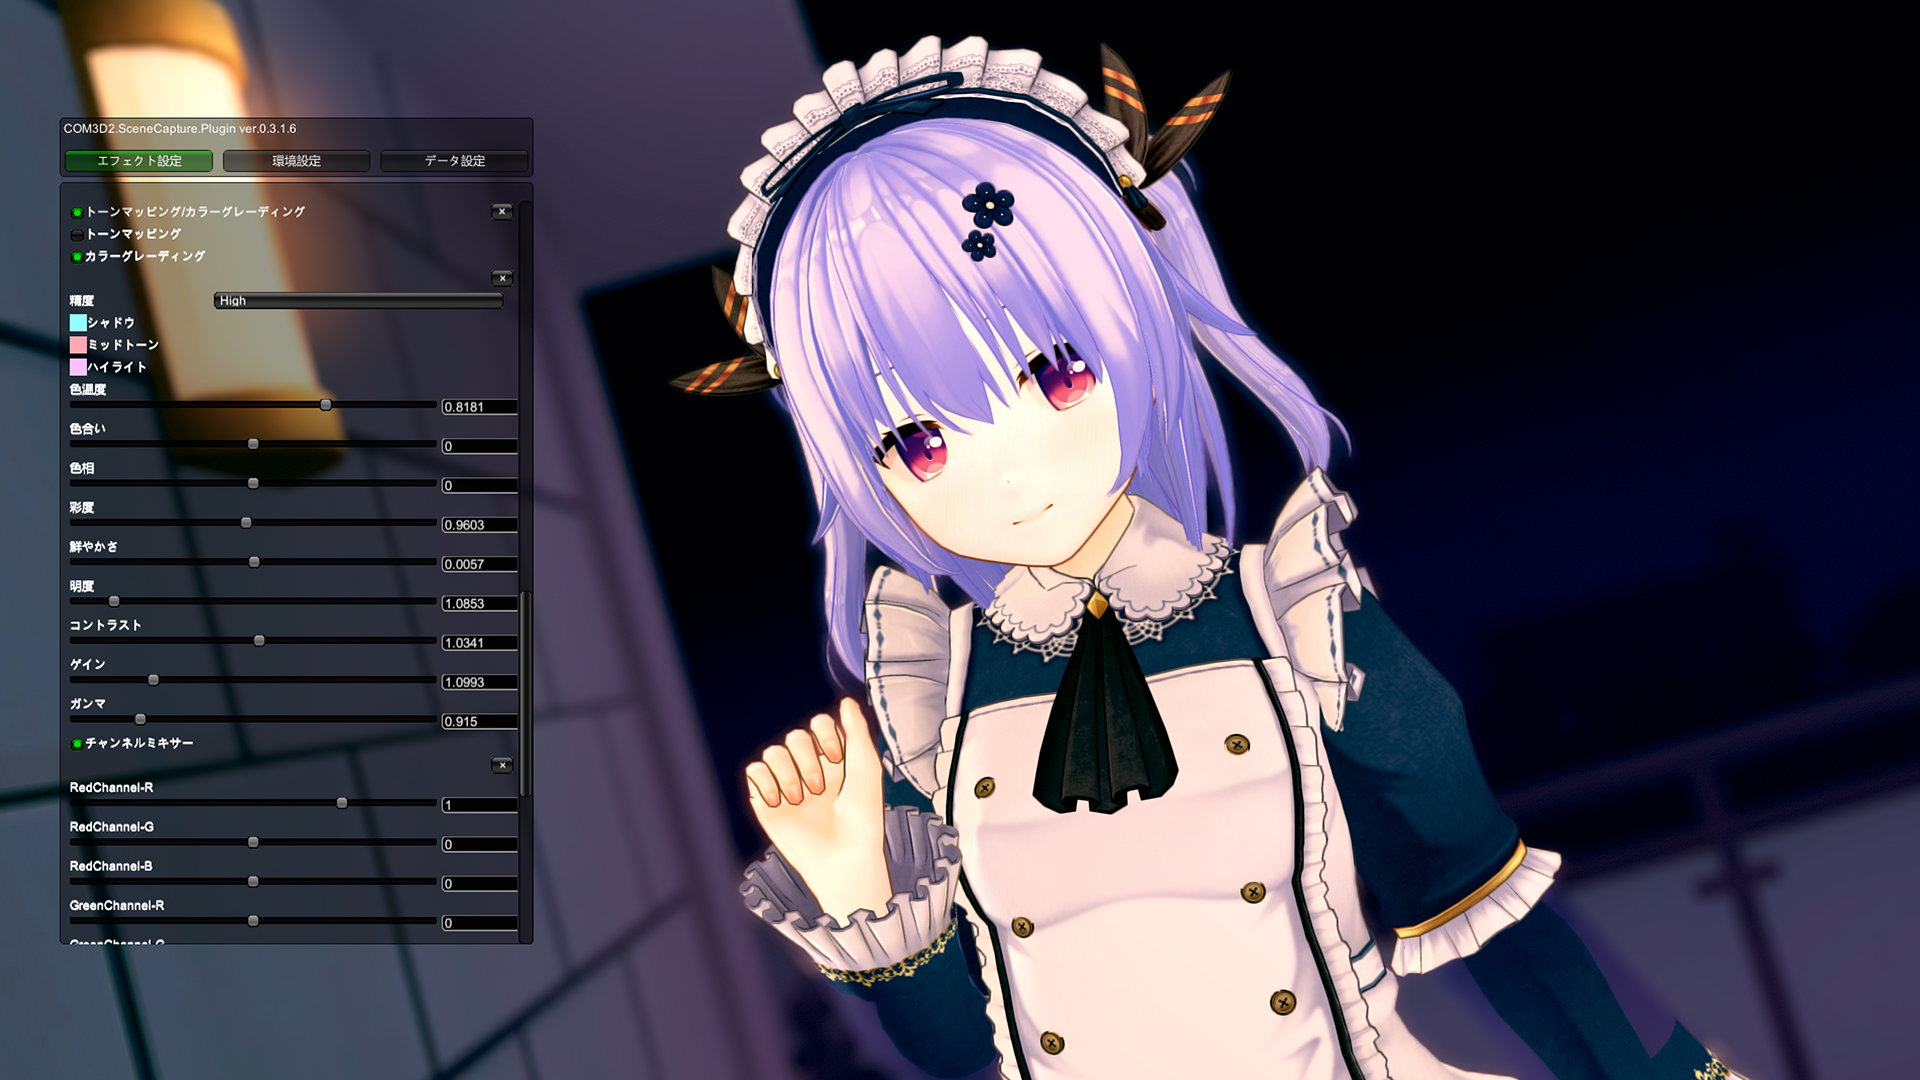 COM3D2.SceneCapture.Plugin ver.0.3.1.6
エフェクト設定 環境設定 データ設定
トーンマッピング/カラーグレーディング
トーンマッピング
カラーグレーディング
精度 High
シャドウ
ミッドトーン
ハイライト
色温度
0.8181
色合い
0
色相
0
彩度
0.9603
鮮やかさ
0.0057
明度
1.0853
コントラスト
1.0341
ゲイン
1.0993
ガンマ
0.915
チャンネルミキサー
RedChannel-R
1
RedChannel-G
0
RedChannel-B
0
GreenChannel-R
0
GreenChannel-G